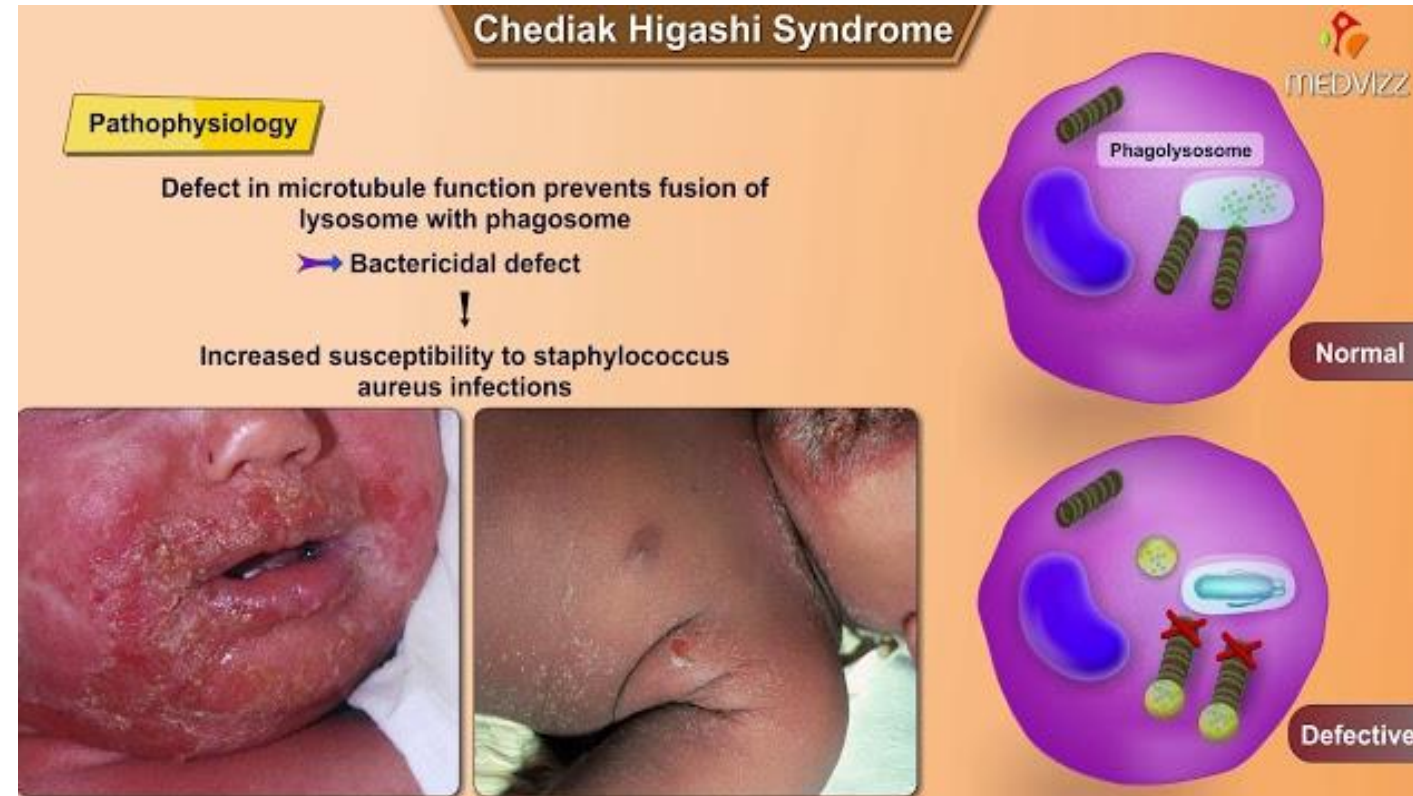 Chediak Higashi Syndrome
MEDVIZZ
Pathophysiology
Defect in microtubule function prevents fusion of
lysosome with phagosome
Bactericidal defect
Increased susceptibility to staphylococcus
aureus infections
Phagolysosome
Normal
Defective